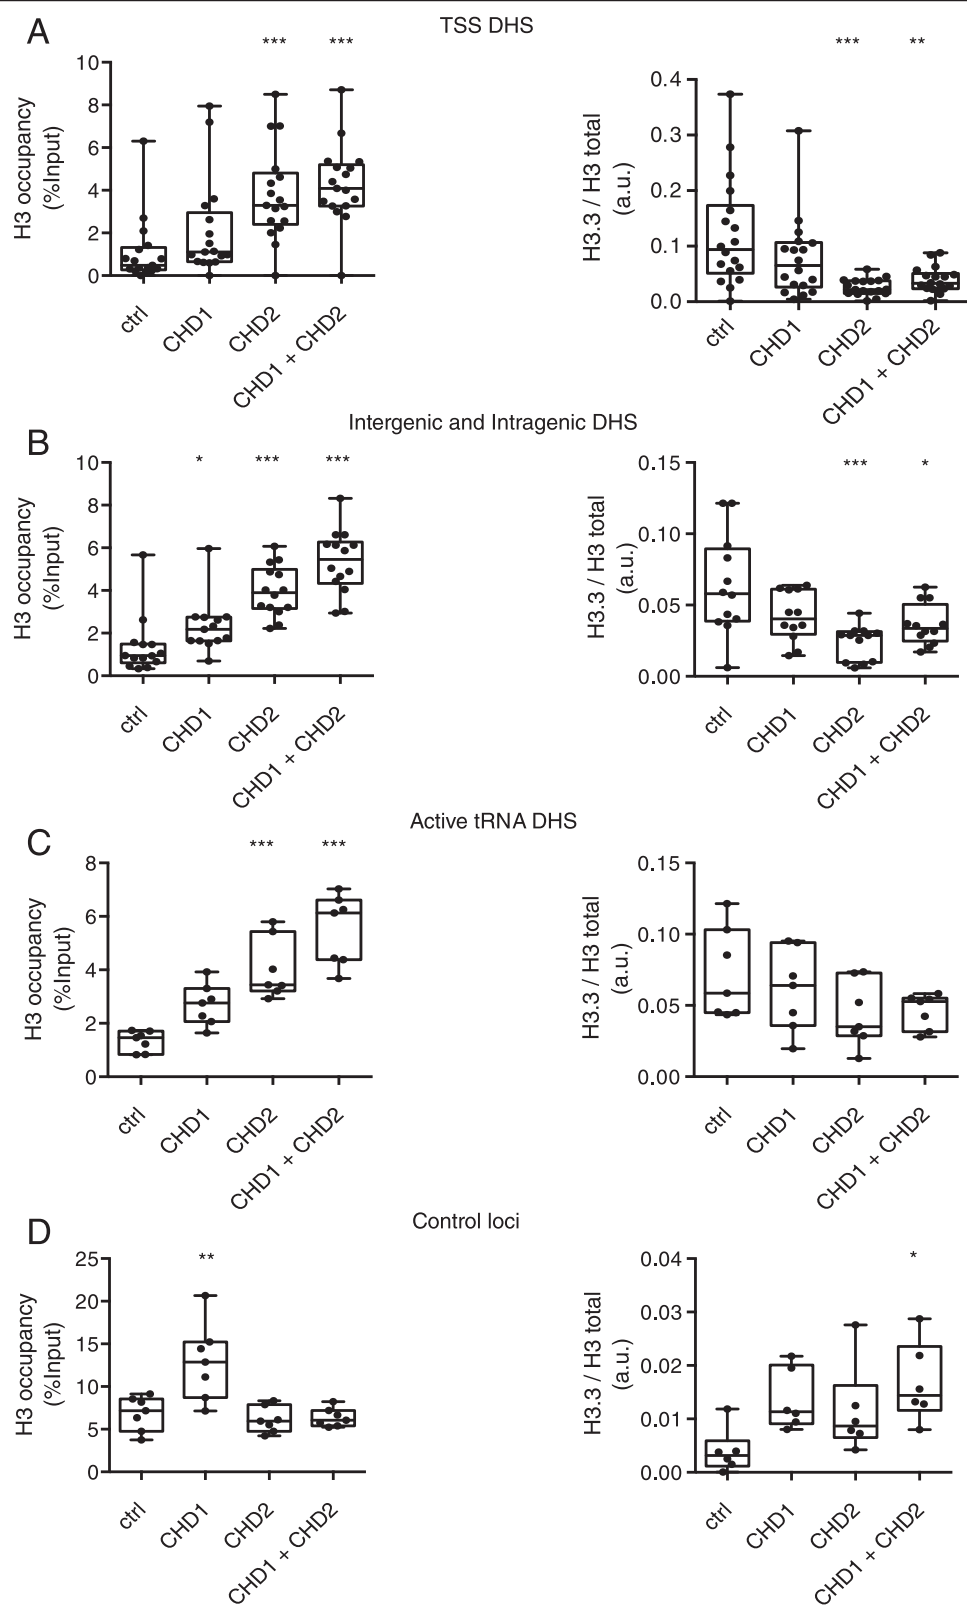 A
TSS DHS
*** ***
H3 occupancy
(%Input)
10
8
6
4
2
0
ctrl
CHD1
CHD2
CHD1 + CHD2
*** **
H3.3 / H3 total
(a.u.)
0.4
0.3
0.2
0.1
0.0
ctrl
CHD1
CHD2
CHD1 + CHD2
B
Intergenic and Intragenic DHS
* *** ***
H3 occupancy
(%Input)
10
8
6
4
2
0
ctrl
CHD1
CHD2
CHD1 + CHD2
*** *
H3.3 / H3 total
(a.u.)
0.15
0.10
0.05
0.00
ctrl
CHD1
CHD2
CHD1 + CHD2
C
Active tRNA DHS
*** ***
H3 occupancy
(%Input)
8
6
4
2
0
ctrl
CHD1
CHD2
CHD1 + CHD2
H3.3 / H3 total
(a.u.)
0.15
0.10
0.05
0.00
ctrl
CHD1
CHD2
CHD1 + CHD2
D
Control loci
**
H3 occupancy
(%Input)
25
20
15
10
5
0
ctrl
CHD1
CHD2
CHD1 + CHD2
*
H3.3 / H3 total
(a.u.)
0.04
0.03
0.02
0.01
0.00
ctrl
CHD1
CHD2
CHD1 + CHD2